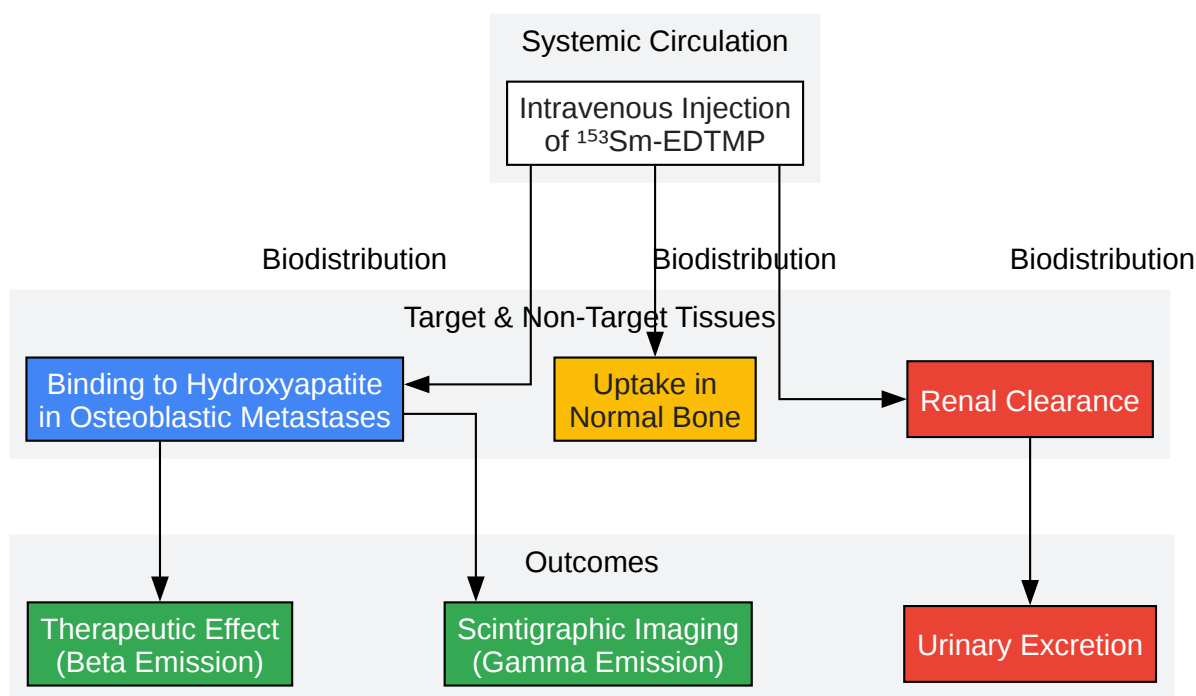 Systemic Circulation
Intravenous Injection
of ¹⁵³Sm-EDTMP
Biodistribution
Biodistribution
Biodistribution
Target & Non-Target Tissues
Binding to Hydroxyapatite
in Osteoblastic Metastases
Uptake in
Normal Bone
Renal Clearance
Outcomes
Therapeutic Effect
(Beta Emission)
Scintigraphic Imaging
(Gamma Emission)
Urinary Excretion